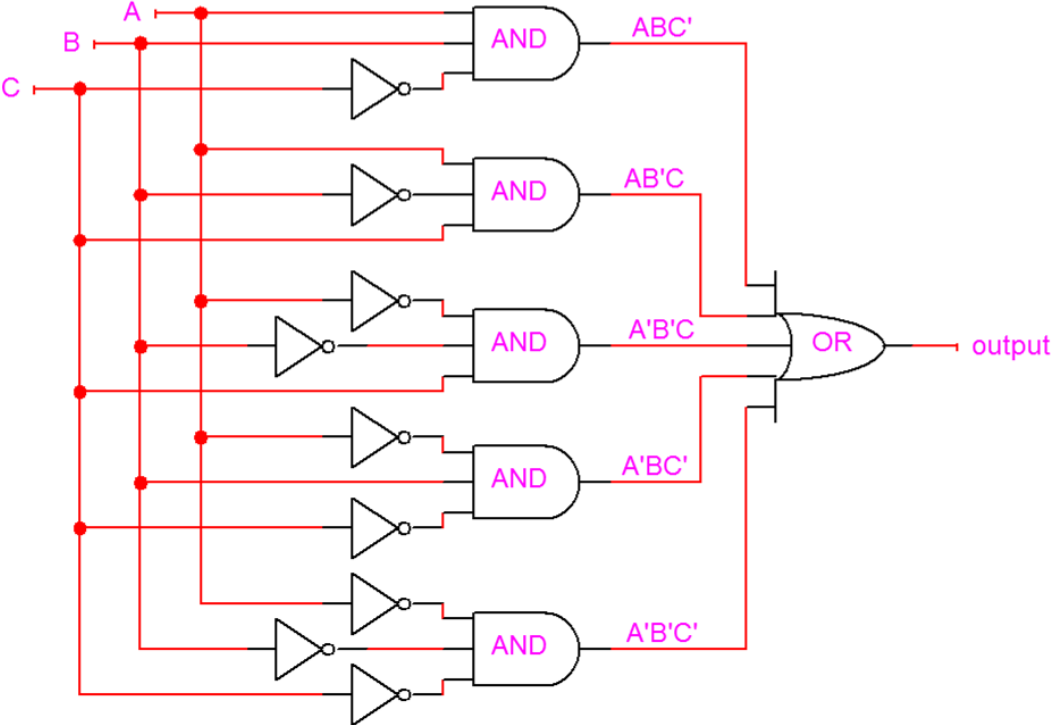 A
B
C
AND
ABC'
AND
AB'C
AND
A'B'C
OR
output
AND
A'BC'
AND
A'B'C'